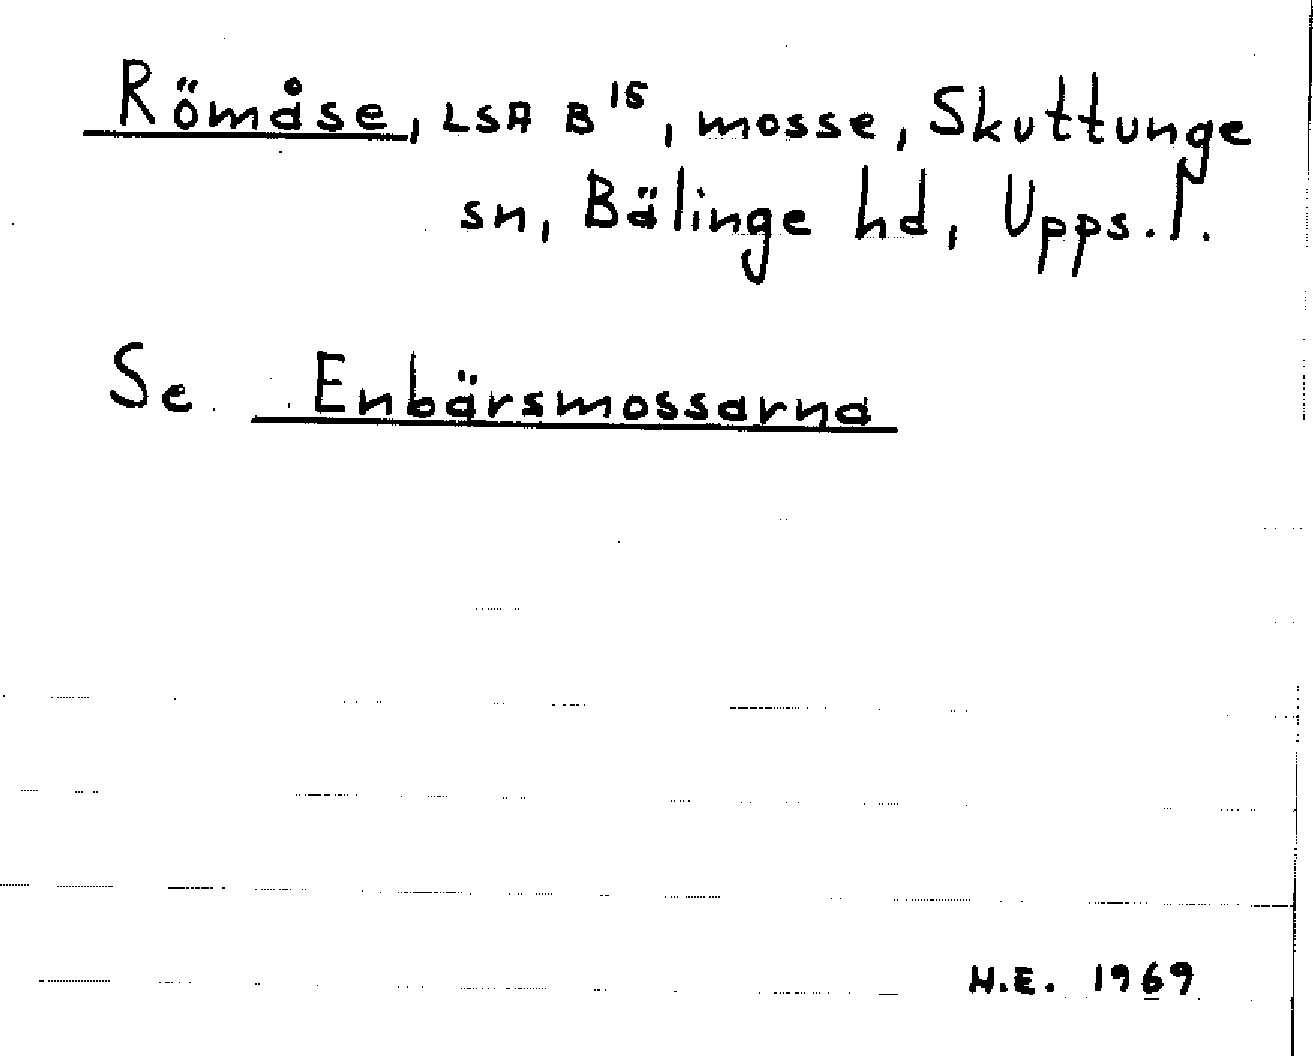 Römåse, LSA B¹⁵, mosse, Skuttunge
sn, Bälinge hd, Upps.l.
Se Enbärsmossarna
H.E. 1969